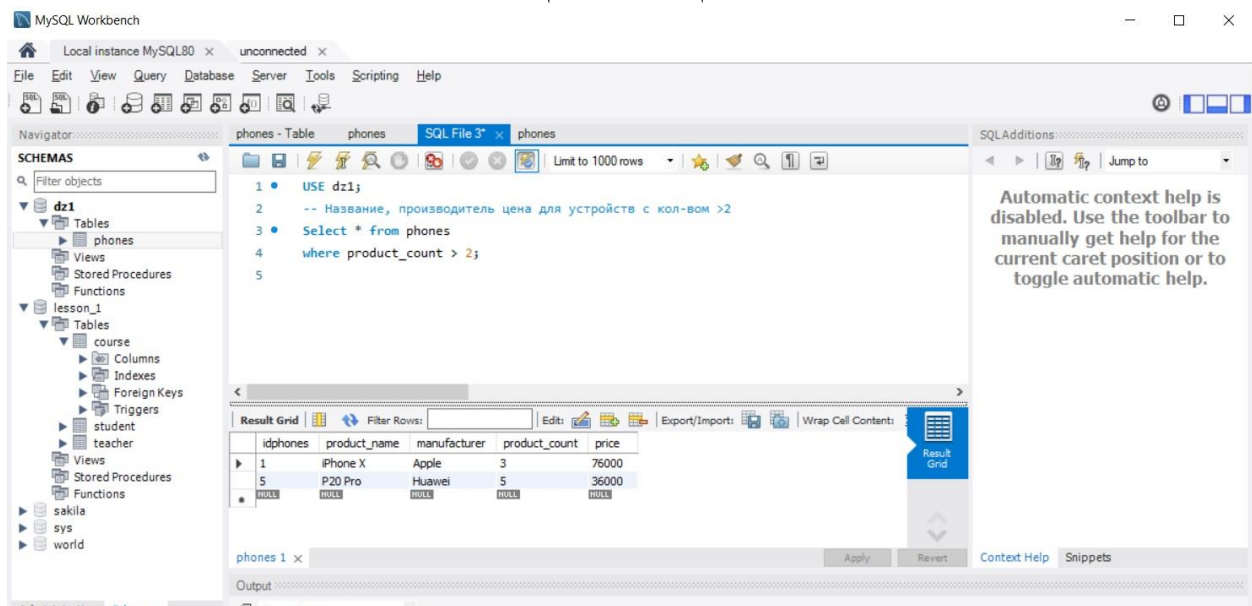 MySQL Workbench
Local instance MySQL80 ×
unconnected ×
File Edit View Query Database Server Tools Scripting Help
Navigator
SCHEMAS
Filter objects
dz1
Tables
phones
Views
Stored Procedures
Functions
lesson_1
Tables
course
Columns
Indexes
Foreign Keys
Triggers
student
teacher
Views
Stored Procedures
Functions
sakila
sys
world
phones - Table
phones
SQL File 3* ×
phones
Limit to 1000 rows
1 USE dz1;
2 -- Название, производитель цена для устройств с кол-вом >2
3 Select * from phones
4 where product_count > 2;
5
Result Grid Filter Rows: Edit: Export/Import: Wrap Cell Content:
idphones product_name manufacturer product_count price
1 iPhone X Apple 3 76000
5 P20 Pro Huawei 5 36000
NULL NULL NULL NULL NULL
Result
Grid
phones 1 ×
Apply Revert
Output
SQLAdditions
Jump to
Automatic context help is
disabled. Use the toolbar to
manually get help for the
current caret position or to
toggle automatic help.
Context Help Snippets